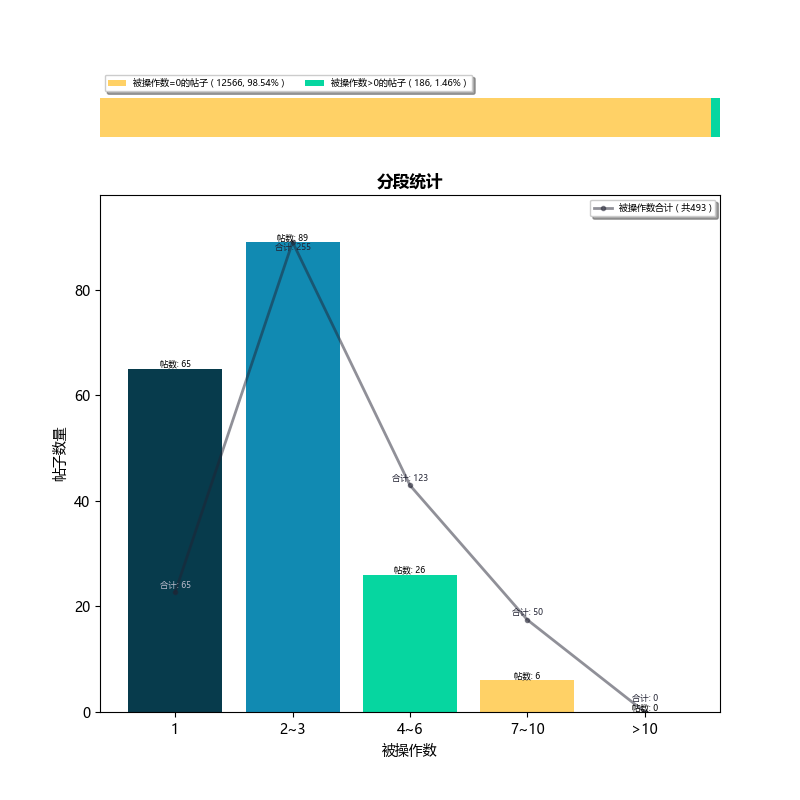 被操作数=0的帖子 ( 12566, 98.54% )
被操作数>0的帖子 ( 186, 1.46% )
分段统计
被操作数合计 ( 共493 )
帖数: 89
合计: 255
80
帖数: 65
60
帖子数量
合计: 123
40
帖数: 26
合计: 65
合计: 50
20
帖数: 6
合计: 0
帖数: 0
0
1
2~3
4~6
7~10
>10
被操作数